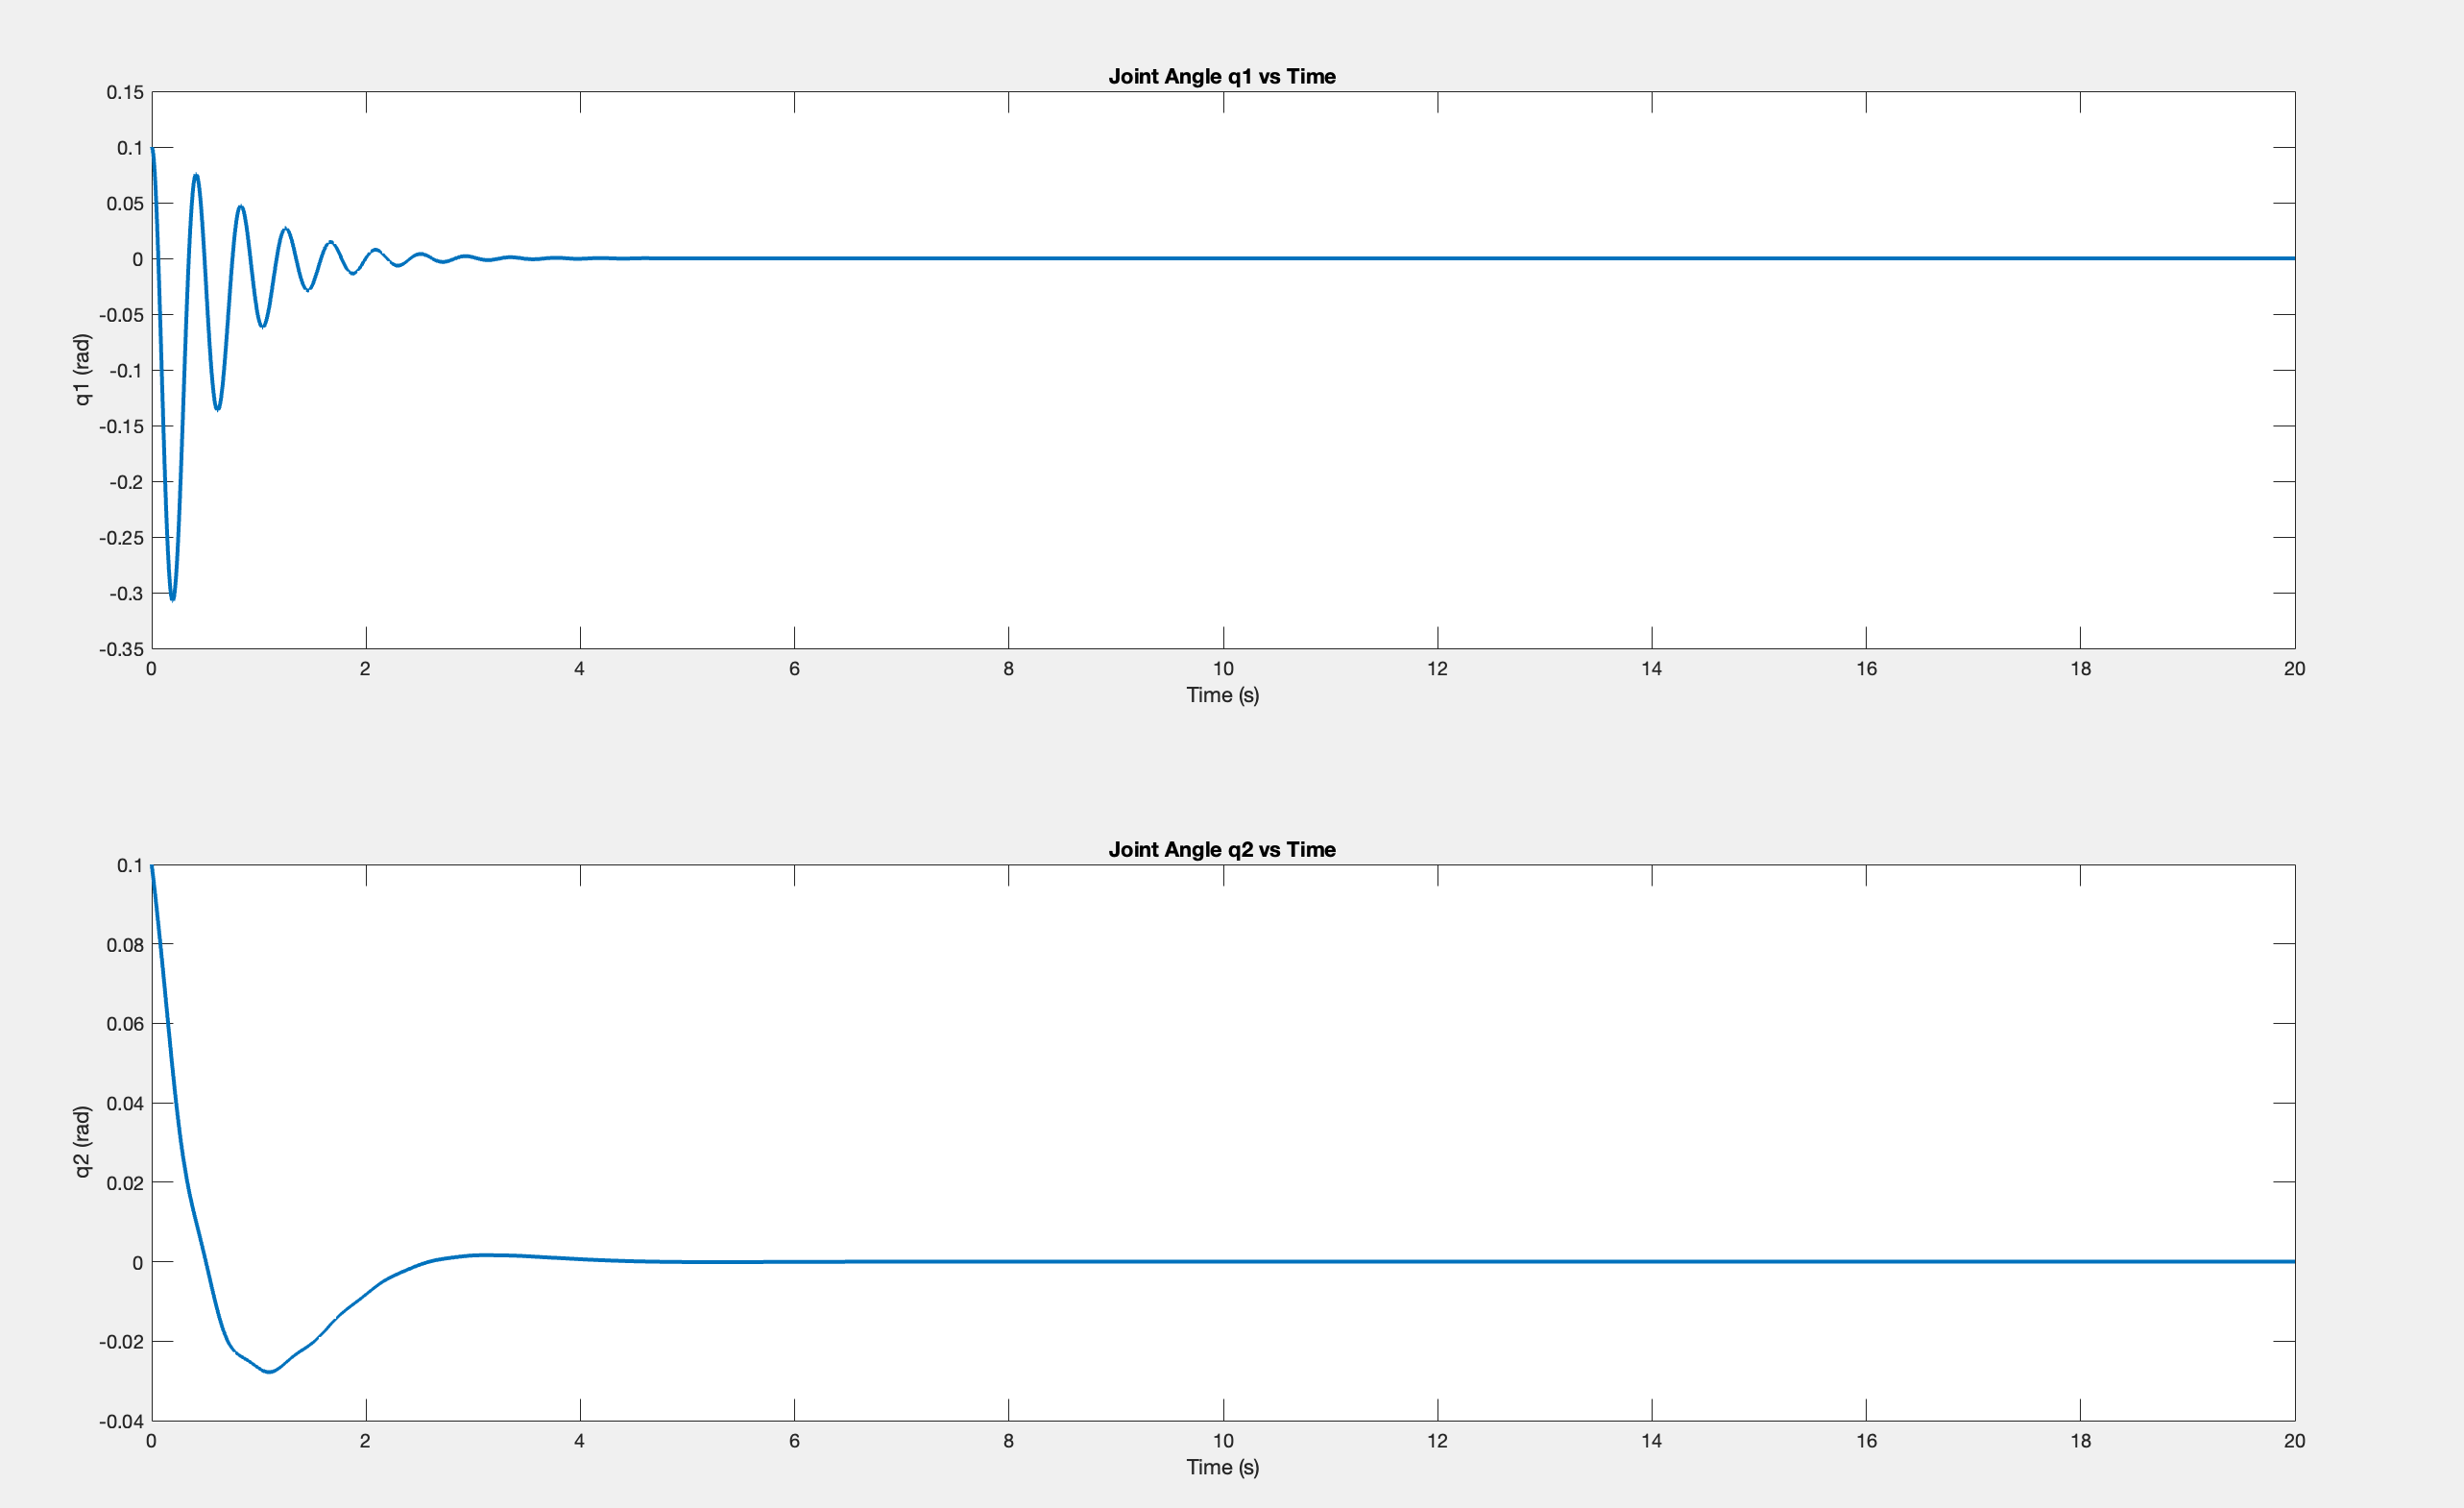 Joint Angle q1 vs Time
0.15
0.1
0.05
0
-0.05
-0.1
-0.15
-0.2
-0.25
-0.3
-0.35
q1 (rad)
0 2 4 6 8 10 12 14 16 18 20
Time (s)
Joint Angle q2 vs Time
0.1
0.08
0.06
0.04
0.02
0
-0.02
-0.04
q2 (rad)
0 2 4 6 8 10 12 14 16 18 20
Time (s)